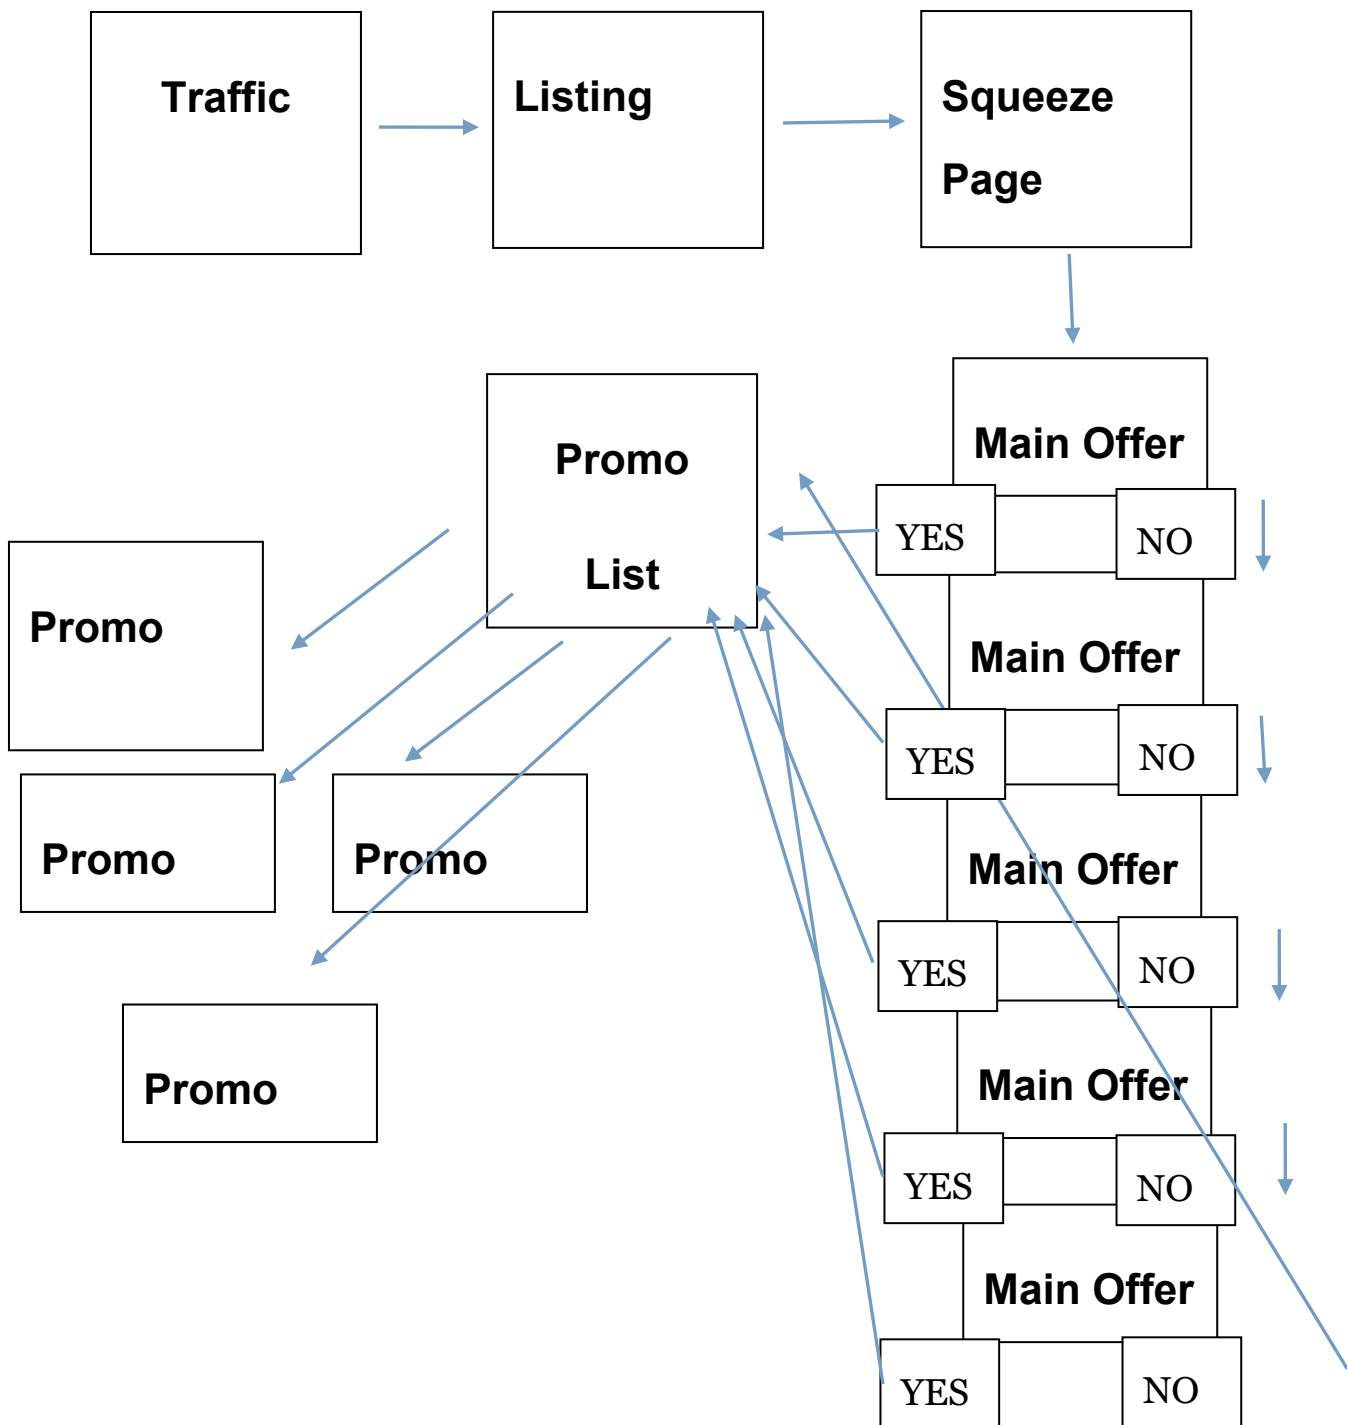 Traffic
Listing
Squeeze
Page
Main Offer
Promo
List
YES
NO
Promo
Main Offer
YES
NO
Promo
Promo
Main Offer
YES
NO
Promo
Main Offer
YES
NO
Main Offer
YES
NO